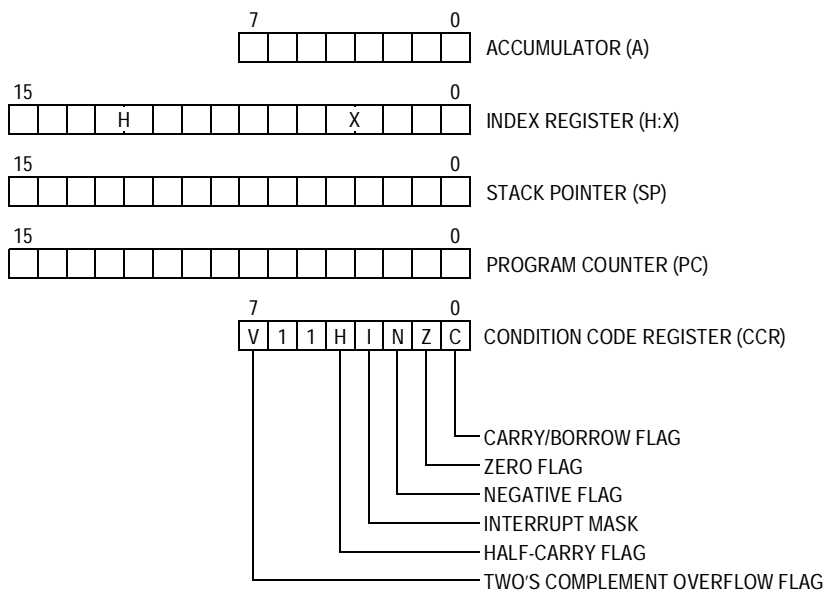 7 0
ACCUMULATOR (A)
15 0
H X INDEX REGISTER (H:X)
15 0
STACK POINTER (SP)
15 0
PROGRAM COUNTER (PC)
7 0
V 1 1 H I N Z C CONDITION CODE REGISTER (CCR)
CARRY/BORROW FLAG
ZERO FLAG
NEGATIVE FLAG
INTERRUPT MASK
HALF-CARRY FLAG
TWO'S COMPLEMENT OVERFLOW FLAG